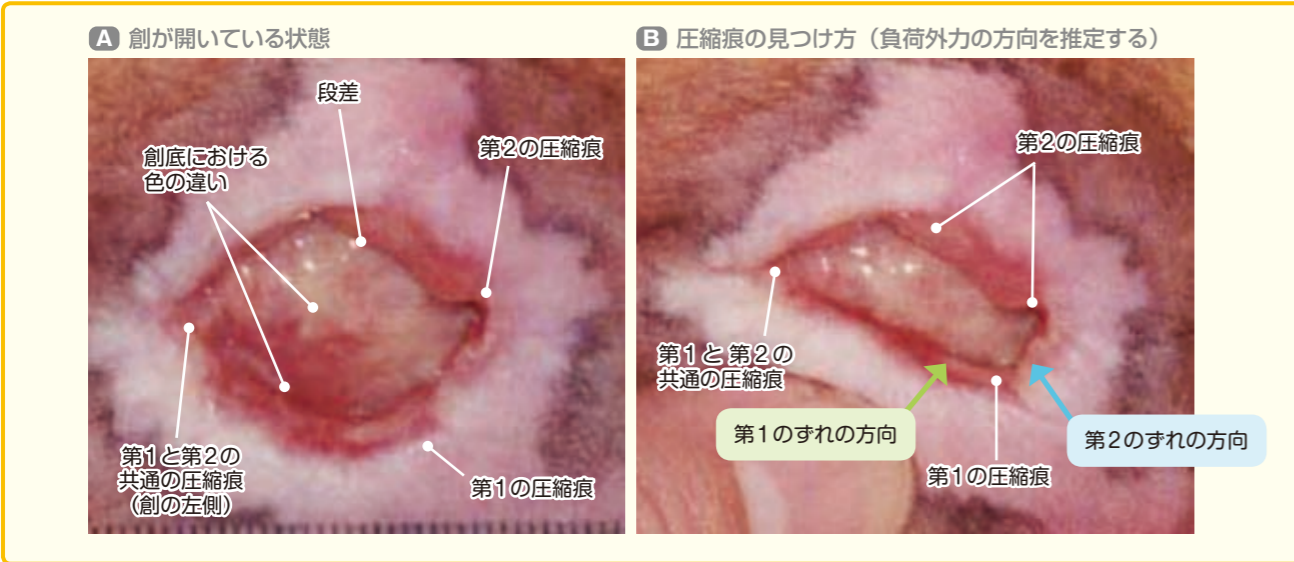 A 創が開いている状態
段差
創底における
色の違い
第2の圧縮痕
第1と第2の
共通の圧縮痕
(創の左側)
第1の圧縮痕
B 圧縮痕の見つけ方(負荷外力の方向を推定する)
第2の圧縮痕
第1と第2の
共通の圧縮痕
第1のずれの方向
第2のずれの方向
第1の圧縮痕